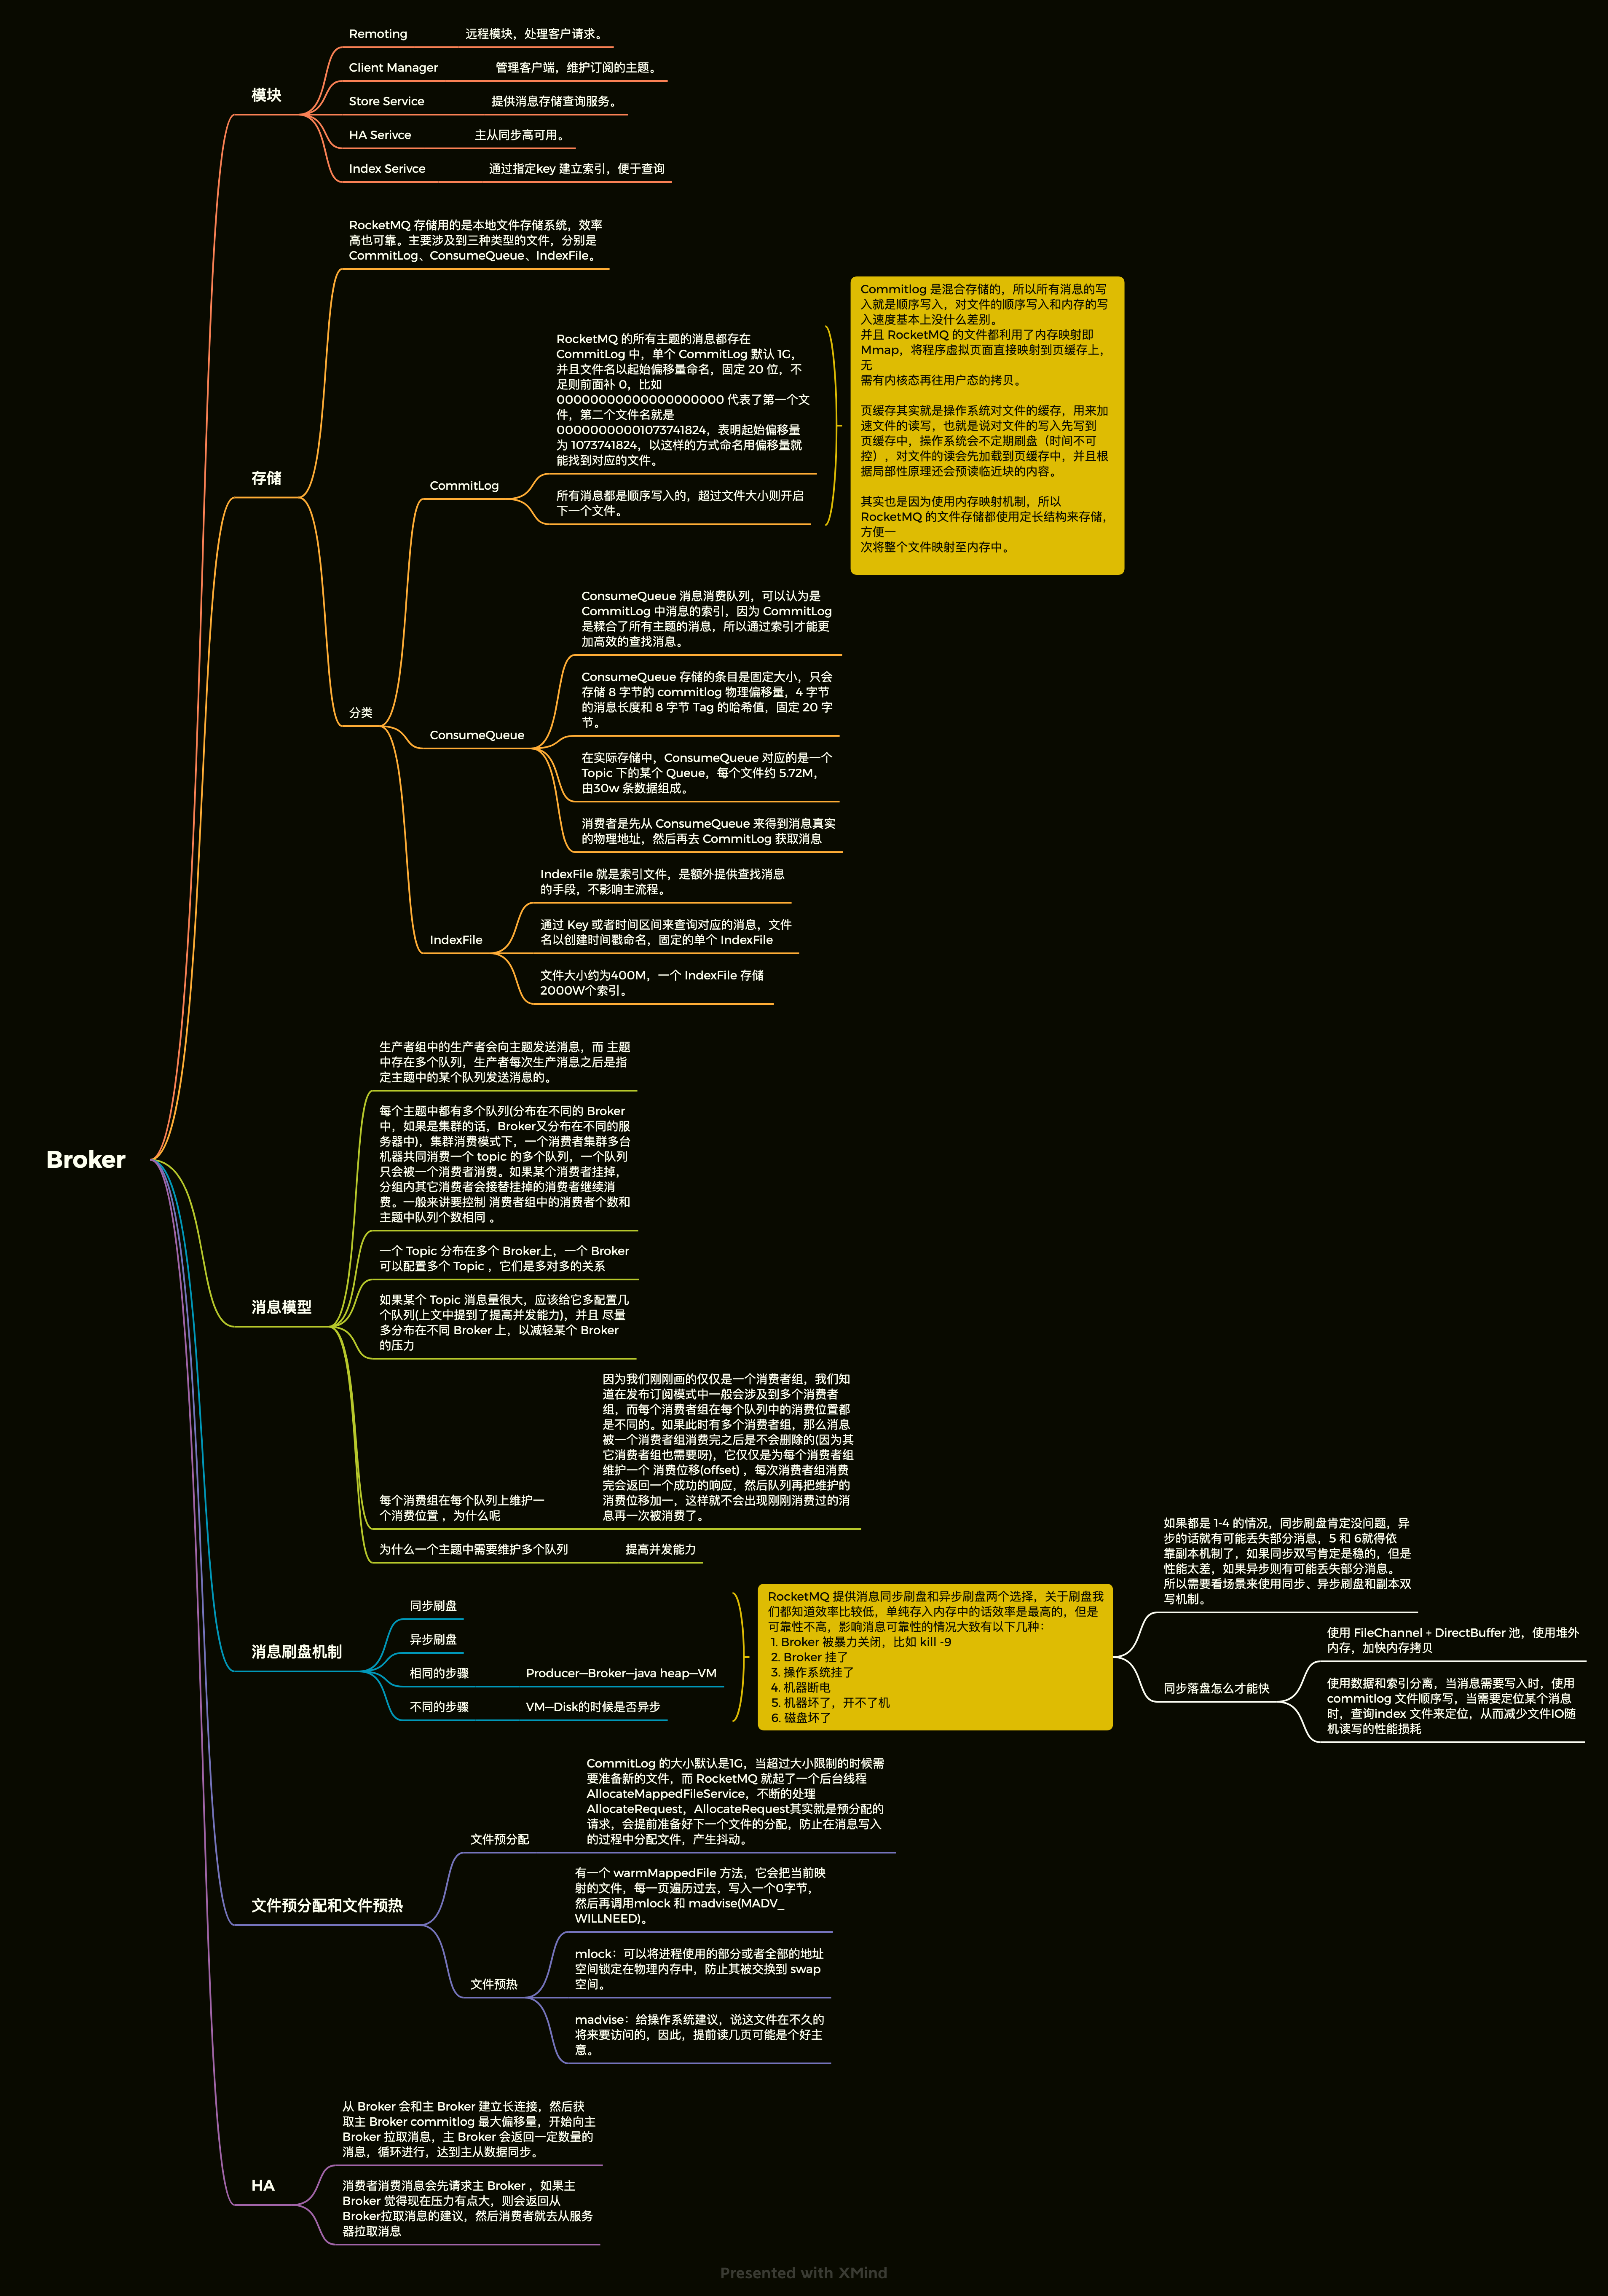 Broker
模块
Remoting
远程模块，处理客户请求。
Client Manager
管理客户端，维护订阅的主题。
Store Service
提供消息存储查询服务。
HA Serivce
主从同步高可用。
Index Serivce
通过指定key 建立索引，便于查询
存储
RocketMQ 存储用的是本地文件存储系统，效率
高也可靠。主要涉及到三种类型的文件，分别是
CommitLog、ConsumeQueue、IndexFile。
分类
CommitLog
RocketMQ 的所有主题的消息都存在
CommitLog 中，单个 CommitLog 默认 1G，
并且文件名以起始偏移量命名，固定 20 位，不
足则前面补 0，比如
00000000000000000000 代表了第一个文
件，第二个文件名就是
00000000001073741824，表明起始偏移量
为 1073741824，以这样的方式命名用偏移量就
能找到对应的文件。
所有消息都是顺序写入的，超过文件大小则开启
下一个文件。
Commitlog 是混合存储的，所以所有消息的写
入就是顺序写入，对文件的顺序写入和内存的写
入速度基本上没什么差别。
并且 RocketMQ 的文件都利用了内存映射即
Mmap，将程序虚拟页面直接映射到页缓存上，
无
需有内核态再往用户态的拷贝。
页缓存其实就是操作系统对文件的缓存，用来加
速文件的读写，也就是说对文件的写入先写到
页缓存中，操作系统会不定期刷盘（时间不可
控），对文件的读会先加载到页缓存中，并且根
据局部性原理还会预读临近块的内容。
其实也是因为使用内存映射机制，所以
RocketMQ 的文件存储都使用定长结构来存储，
方便一
次将整个文件映射至内存中。
ConsumeQueue
ConsumeQueue 消息消费队列，可以认为是
CommitLog 中消息的索引，因为 CommitLog
是糅合了所有主题的消息，所以通过索引才能更
加高效的查找消息。
ConsumeQueue 存储的条目是固定大小，只会
存储 8 字节的 commitlog 物理偏移量，4 字节
的消息长度和 8 字节 Tag 的哈希值，固定 20 字
节。
在实际存储中，ConsumeQueue 对应的是一个
Topic 下的某个 Queue，每个文件约 5.72M，
由30w 条数据组成。
消费者是先从 ConsumeQueue 来得到消息真实
的物理地址，然后再去 CommitLog 获取消息
IndexFile
IndexFile 就是索引文件，是额外提供查找消息
的手段，不影响主流程。
通过 Key 或者时间区间来查询对应的消息，文件
名以创建时间戳命名，固定的单个 IndexFile
文件大小约为400M，一个 IndexFile 存储
2000W个索引。
消息模型
生产者组中的生产者会向主题发送消息，而 主题
中存在多个队列，生产者每次生产消息之后是指
定主题中的某个队列发送消息的。
每个主题中都有多个队列(分布在不同的 Broker
中，如果是集群的话，Broker又分布在不同的服
务器中)，集群消费模式下，一个消费者集群多台
机器共同消费一个 topic 的多个队列，一个队列
只会被一个消费者消费。如果某个消费者挂掉，
分组内其它消费者会接替挂掉的消费者继续消
费。一般来讲要控制 消费者组中的消费者个数和
主题中队列个数相同 。
一个 Topic 分布在多个 Broker上，一个 Broker
可以配置多个 Topic ，它们是多对多的关系
如果某个 Topic 消息量很大，应该给它多配置几
个队列(上文中提到了提高并发能力)，并且 尽量
多分布在不同 Broker 上，以减轻某个 Broker
的压力
每个消费组在每个队列上维护一
个消费位置 ，为什么呢
因为我们刚刚画的仅仅是一个消费者组，我们知
道在发布订阅模式中一般会涉及到多个消费者
组，而每个消费者组在每个队列中的消费位置都
是不同的。如果此时有多个消费者组，那么消息
被一个消费者组消费完之后是不会删除的(因为其
它消费者组也需要呀)，它仅仅是为每个消费者组
维护一个 消费位移(offset) ，每次消费者组消费
完会返回一个成功的响应，然后队列再把维护的
消费位移加一，这样就不会出现刚刚消费过的消
息再一次被消费了。
为什么一个主题中需要维护多个队列
提高并发能力
消息刷盘机制
同步刷盘
异步刷盘
相同的步骤
Producer—Broker—java heap—VM
不同的步骤
VM—Disk的时候是否异步
RocketMQ 提供消息同步刷盘和异步刷盘两个选择，关于刷盘我
们都知道效率比较低，单纯存入内存中的话效率是最高的，但是
可靠性不高，影响消息可靠性的情况大致有以下几种：
1. Broker 被暴力关闭，比如 kill -9
2. Broker 挂了
3. 操作系统挂了
4. 机器断电
5. 机器坏了，开不了机
6. 磁盘坏了
如果都是 1-4 的情况，同步刷盘肯定没问题，异
步的话就有可能丢失部分消息，5 和 6就得依
靠副本机制了，如果同步双写肯定是稳的，但是
性能太差，如果异步则有可能丢失部分消息。
所以需要看场景来使用同步、异步刷盘和副本双
写机制。
同步落盘怎么才能快
使用 FileChannel + DirectBuffer 池，使用堆外
内存，加快内存拷贝
使用数据和索引分离，当消息需要写入时，使用
commitlog 文件顺序写，当需要定位某个消息
时，查询index 文件来定位，从而减少文件IO随
机读写的性能损耗
文件预分配和文件预热
文件预分配
CommitLog 的大小默认是1G，当超过大小限制的时候需
要准备新的文件，而 RocketMQ 就起了一个后台线程
AllocateMappedFileService，不断的处理
AllocateRequest，AllocateRequest其实就是预分配的
请求，会提前准备好下一个文件的分配，防止在消息写入
的过程中分配文件，产生抖动。
文件预热
有一个 warmMappedFile 方法，它会把当前映
射的文件，每一页遍历过去，写入一个0字节，
然后再调用mlock 和 madvise(MADV_
WILLNEED)。
mlock：可以将进程使用的部分或者全部的地址
空间锁定在物理内存中，防止其被交换到 swap
空间。
madvise：给操作系统建议，说这文件在不久的
将来要访问的，因此，提前读几页可能是个好主
意。
HA
从 Broker 会和主 Broker 建立长连接，然后获
取主 Broker commitlog 最大偏移量，开始向主
Broker 拉取消息，主 Broker 会返回一定数量的
消息，循环进行，达到主从数据同步。
消费者消费消息会先请求主 Broker ，如果主
Broker 觉得现在压力有点大，则会返回从
Broker拉取消息的建议，然后消费者就去从服务
器拉取消息
Presented with XMind